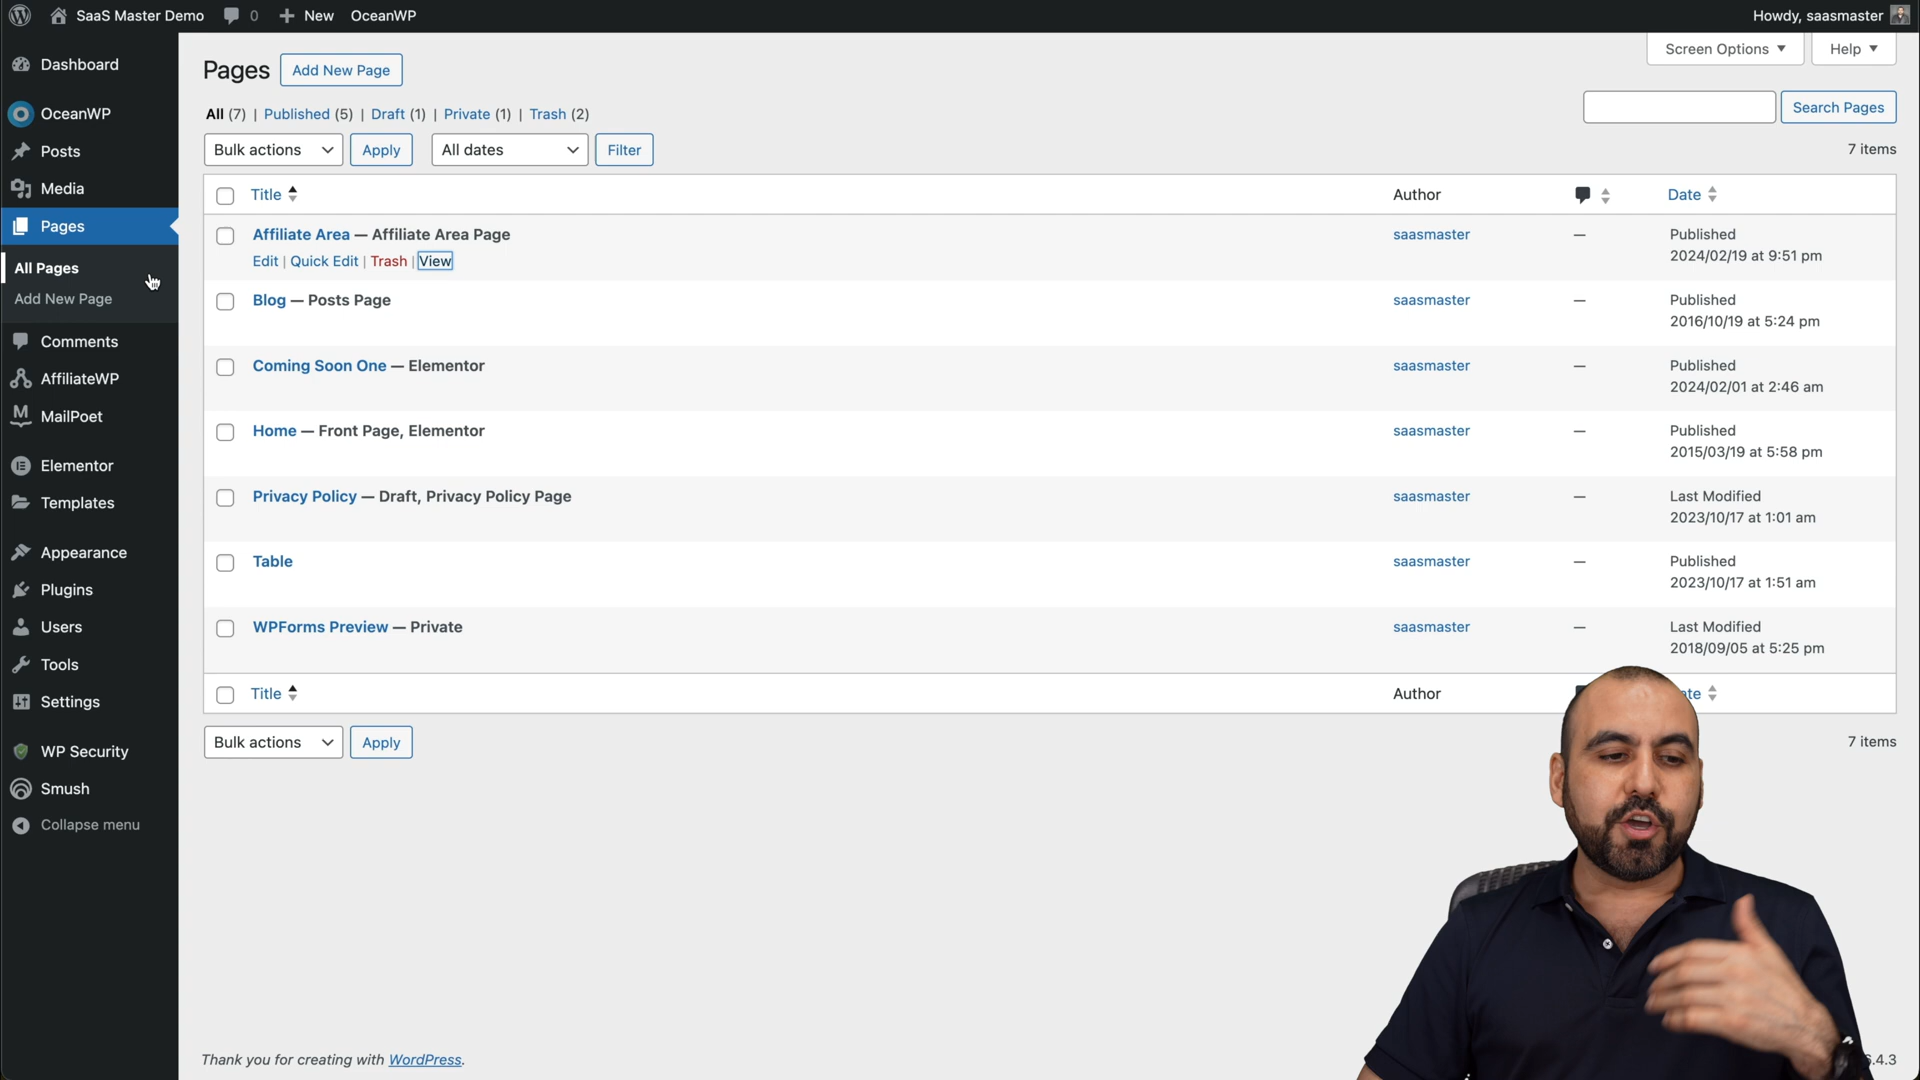 SaaS Master Demo 0 New OceanWP Howdy, saasmaster
Screen Options Help
Dashboard
OceanWP
Posts
Media
Pages
All Pages
Add New Page
Comments
AffiliateWP
MailPoet
Elementor
Templates
Appearance
Plugins
Users
Tools
Settings
WP Security
Smush
Collapse menu
Pages Add New Page
All (7) | Published (5) | Draft (1) | Private (1) | Trash (2)
Search Pages
Bulk actions Apply All dates Filter 7 items
Title Author Date
Affiliate Area — Affiliate Area Page saasmaster — Published
Edit | Quick Edit | Trash | View 2024/02/19 at 9:51 pm
Blog — Posts Page saasmaster — Published
2016/10/19 at 5:24 pm
Coming Soon One — Elementor saasmaster — Published
2024/02/01 at 2:46 am
Home — Front Page, Elementor saasmaster — Published
2015/03/19 at 5:58 pm
Privacy Policy — Draft, Privacy Policy Page saasmaster — Last Modified
2023/10/17 at 1:01 am
Table saasmaster — Published
2023/10/17 at 1:51 am
WPForms Preview — Private saasmaster — Last Modified
2018/09/05 at 5:25 pm
Title Author
Bulk actions Apply 7 items
Thank you for creating with WordPress.